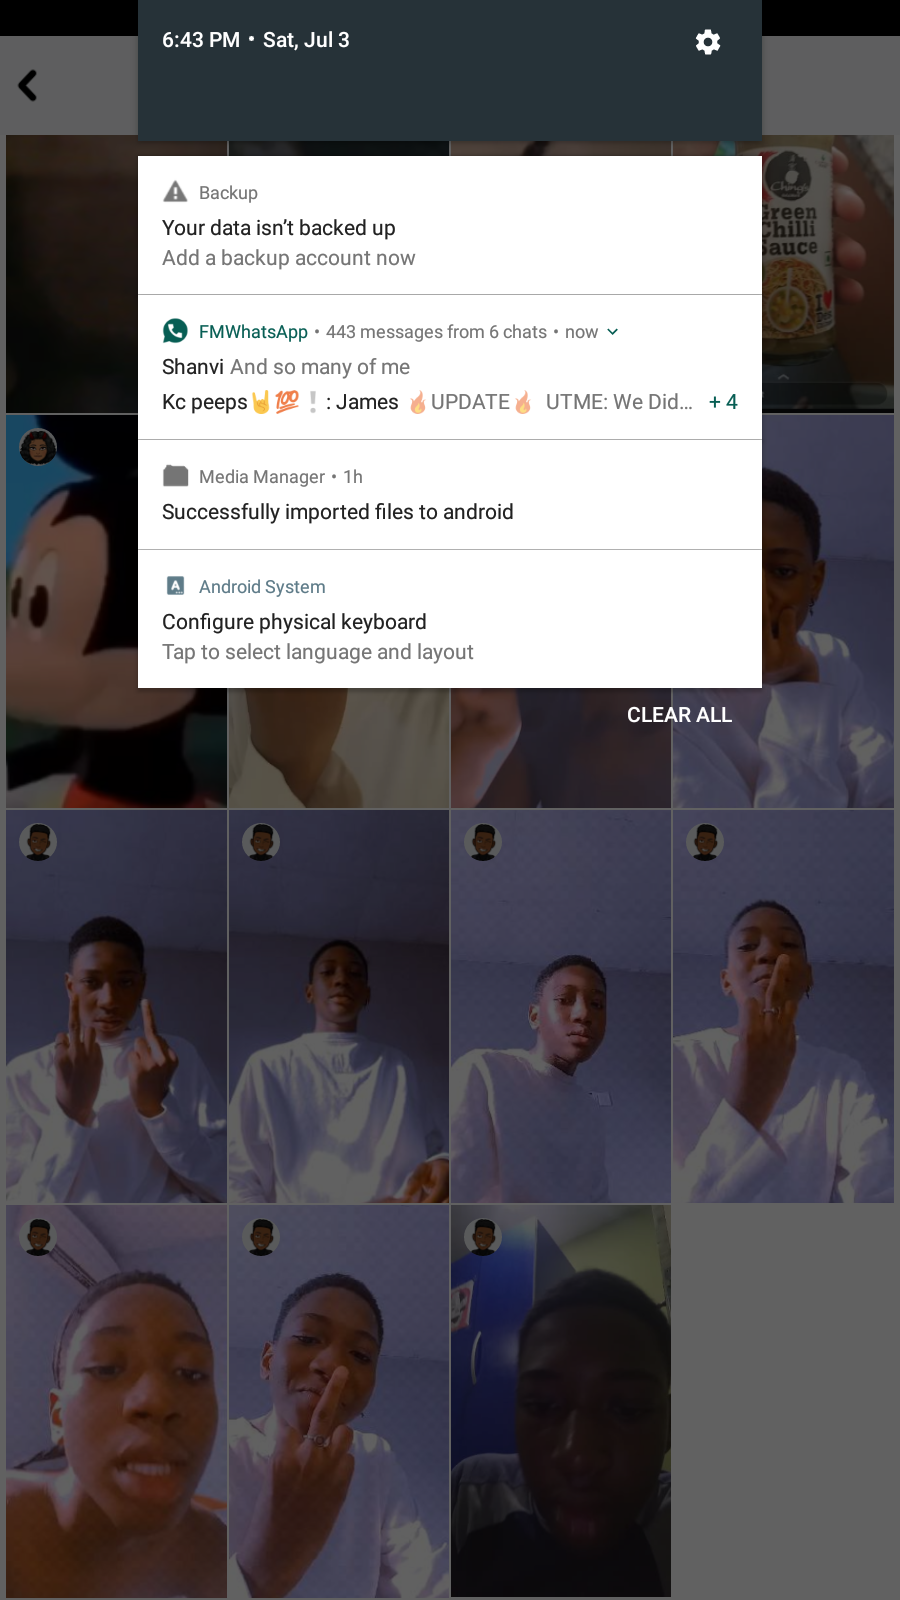 6:43 PM • Sat, Jul 3
Backup
Your data isn't backed up
Add a backup account now
FMWhatsApp • 443 messages from 6 chats • now
Shanvi And so many of me
Kc peeps🤘💯❕: James 🔥UPDATE🔥 UTME: We Did... + 4
Media Manager • 1h
Successfully imported files to android
Android System
Configure physical keyboard
Tap to select language and layout
CLEAR ALL
Ching's
Green
Chilli
Sauce